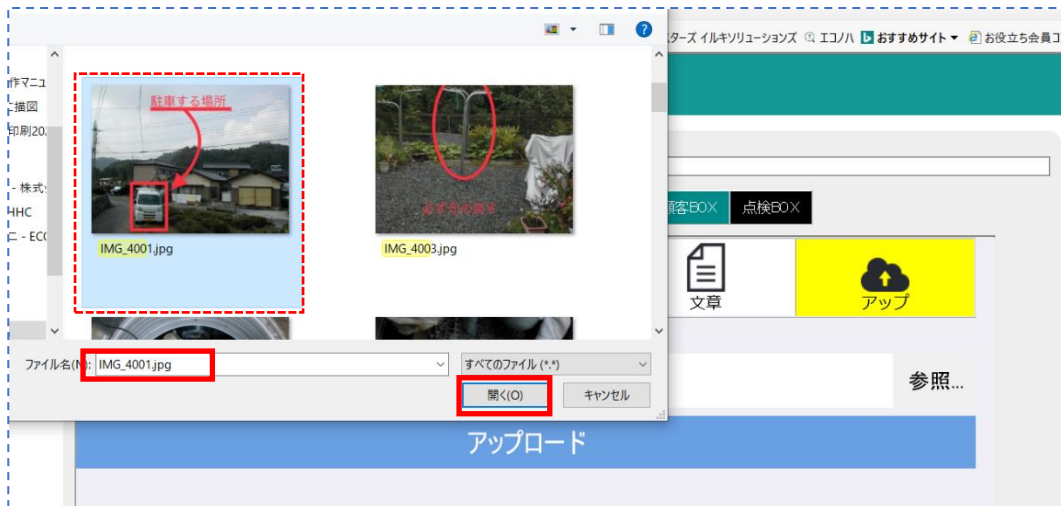 ターズ イルキソリューションズ
エコノハ
おすすめサイト
お役立ち会員コ
作マニュ
描図
印刷20
- 株式
HHC
ニ - ECO
駐車する場所
IMG_4001.jpg
IMG_4003.jpg
顧客BOX
点検BOX
文章
アップ
ファイル名(N):
IMG_4001.jpg
すべてのファイル (*.*)
開く(O)
キャンセル
参照...
アップロード